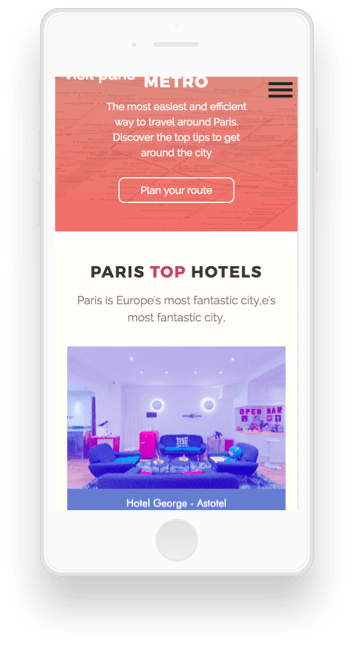 visit paris
METRO
The most easiest and efficient
way to travel around Paris.
Discover the top tips to get
around the city
Plan your route
PARIS TOP HOTELS
Paris is Europe's most fantastic city,e's
most fantastic city,
OPEN BAR
Hotel George - Astotel